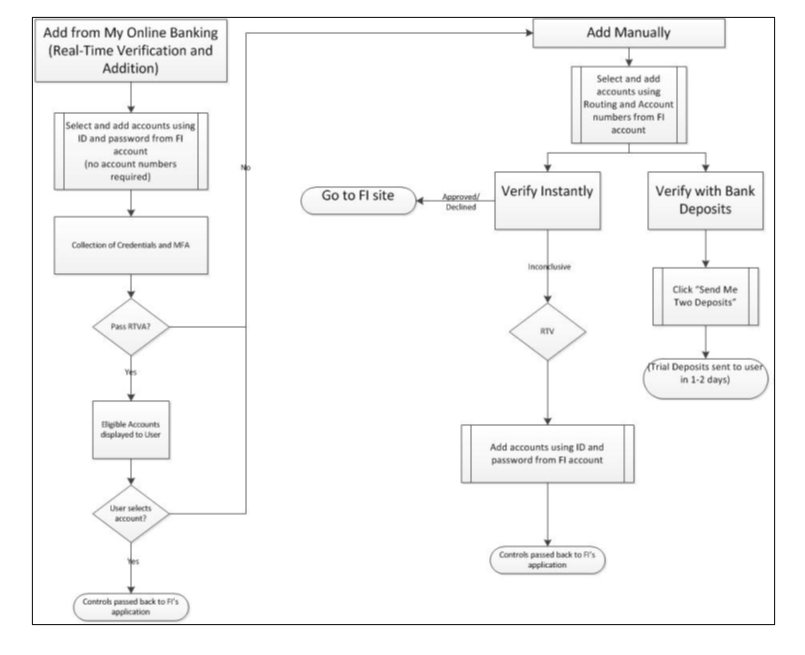 Add from My Online Banking
(Real-Time Verification and
Addition)
Select and add accounts using
ID and password from FI
account
(no account numbers
required)
Collection of Credentials and MFA
Pass RTVA?
Yes
Eligible Accounts
displayed to User
User selects
account?
Yes
Controls passed back to FI's
application
No
Add Manually
Select and add
accounts using
Routing and Account
numbers from FI
account
Verify Instantly
Approved/
Declined
Go to FI site
Inconclusive
RTV
Add accounts using ID and
password from FI account
Controls passed back to FI's
application
Verify with Bank
Deposits
Click "Send Me
Two Deposits"
(Trial Deposits sent to user
in 1-2 days)